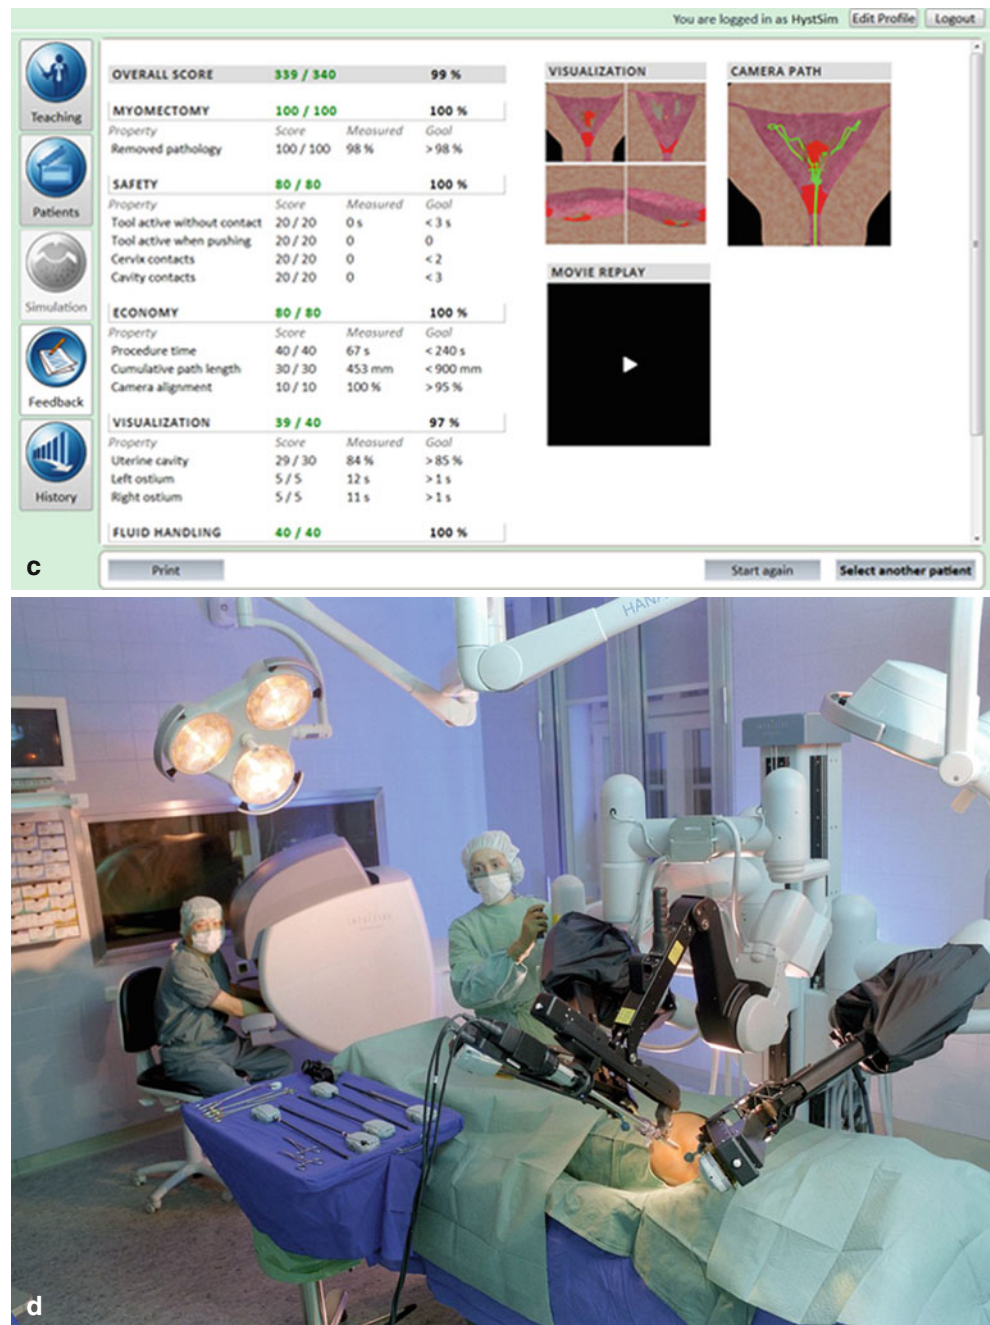 You are logged in as HystSim Edit Profile Logout
Teaching
Patients
Simulation
Feedback
History
OVERALL SCORE 339 / 340 99 %
MYOMECTOMY 100 / 100 100 %
Property Score Measured Goal
Removed pathology 100 / 100 98 % > 98 %
SAFETY 80 / 80 100 %
Property Score Measured Goal
Tool active without contact 20 / 20 0 s < 3 s
Tool active when pushing 20 / 20 0 0
Cervix contacts 20 / 20 0 < 2
Cavity contacts 20 / 20 0 < 3
ECONOMY 80 / 80 100 %
Property Score Measured Goal
Procedure time 40 / 40 67 s < 240 s
Cumulative path length 30 / 30 453 mm < 900 mm
Camera alignment 10 / 10 100 % > 95 %
VISUALIZATION 39 / 40 97 %
Property Score Measured Goal
Uterine cavity 29 / 30 84 % > 85 %
Left ostium 5 / 5 12 s > 1 s
Right ostium 5 / 5 11 s > 1 s
FLUID HANDLING 40 / 40 100 %
VISUALIZATION
CAMERA PATH
MOVIE REPLAY
Print
Start again
Select another patient
c
d